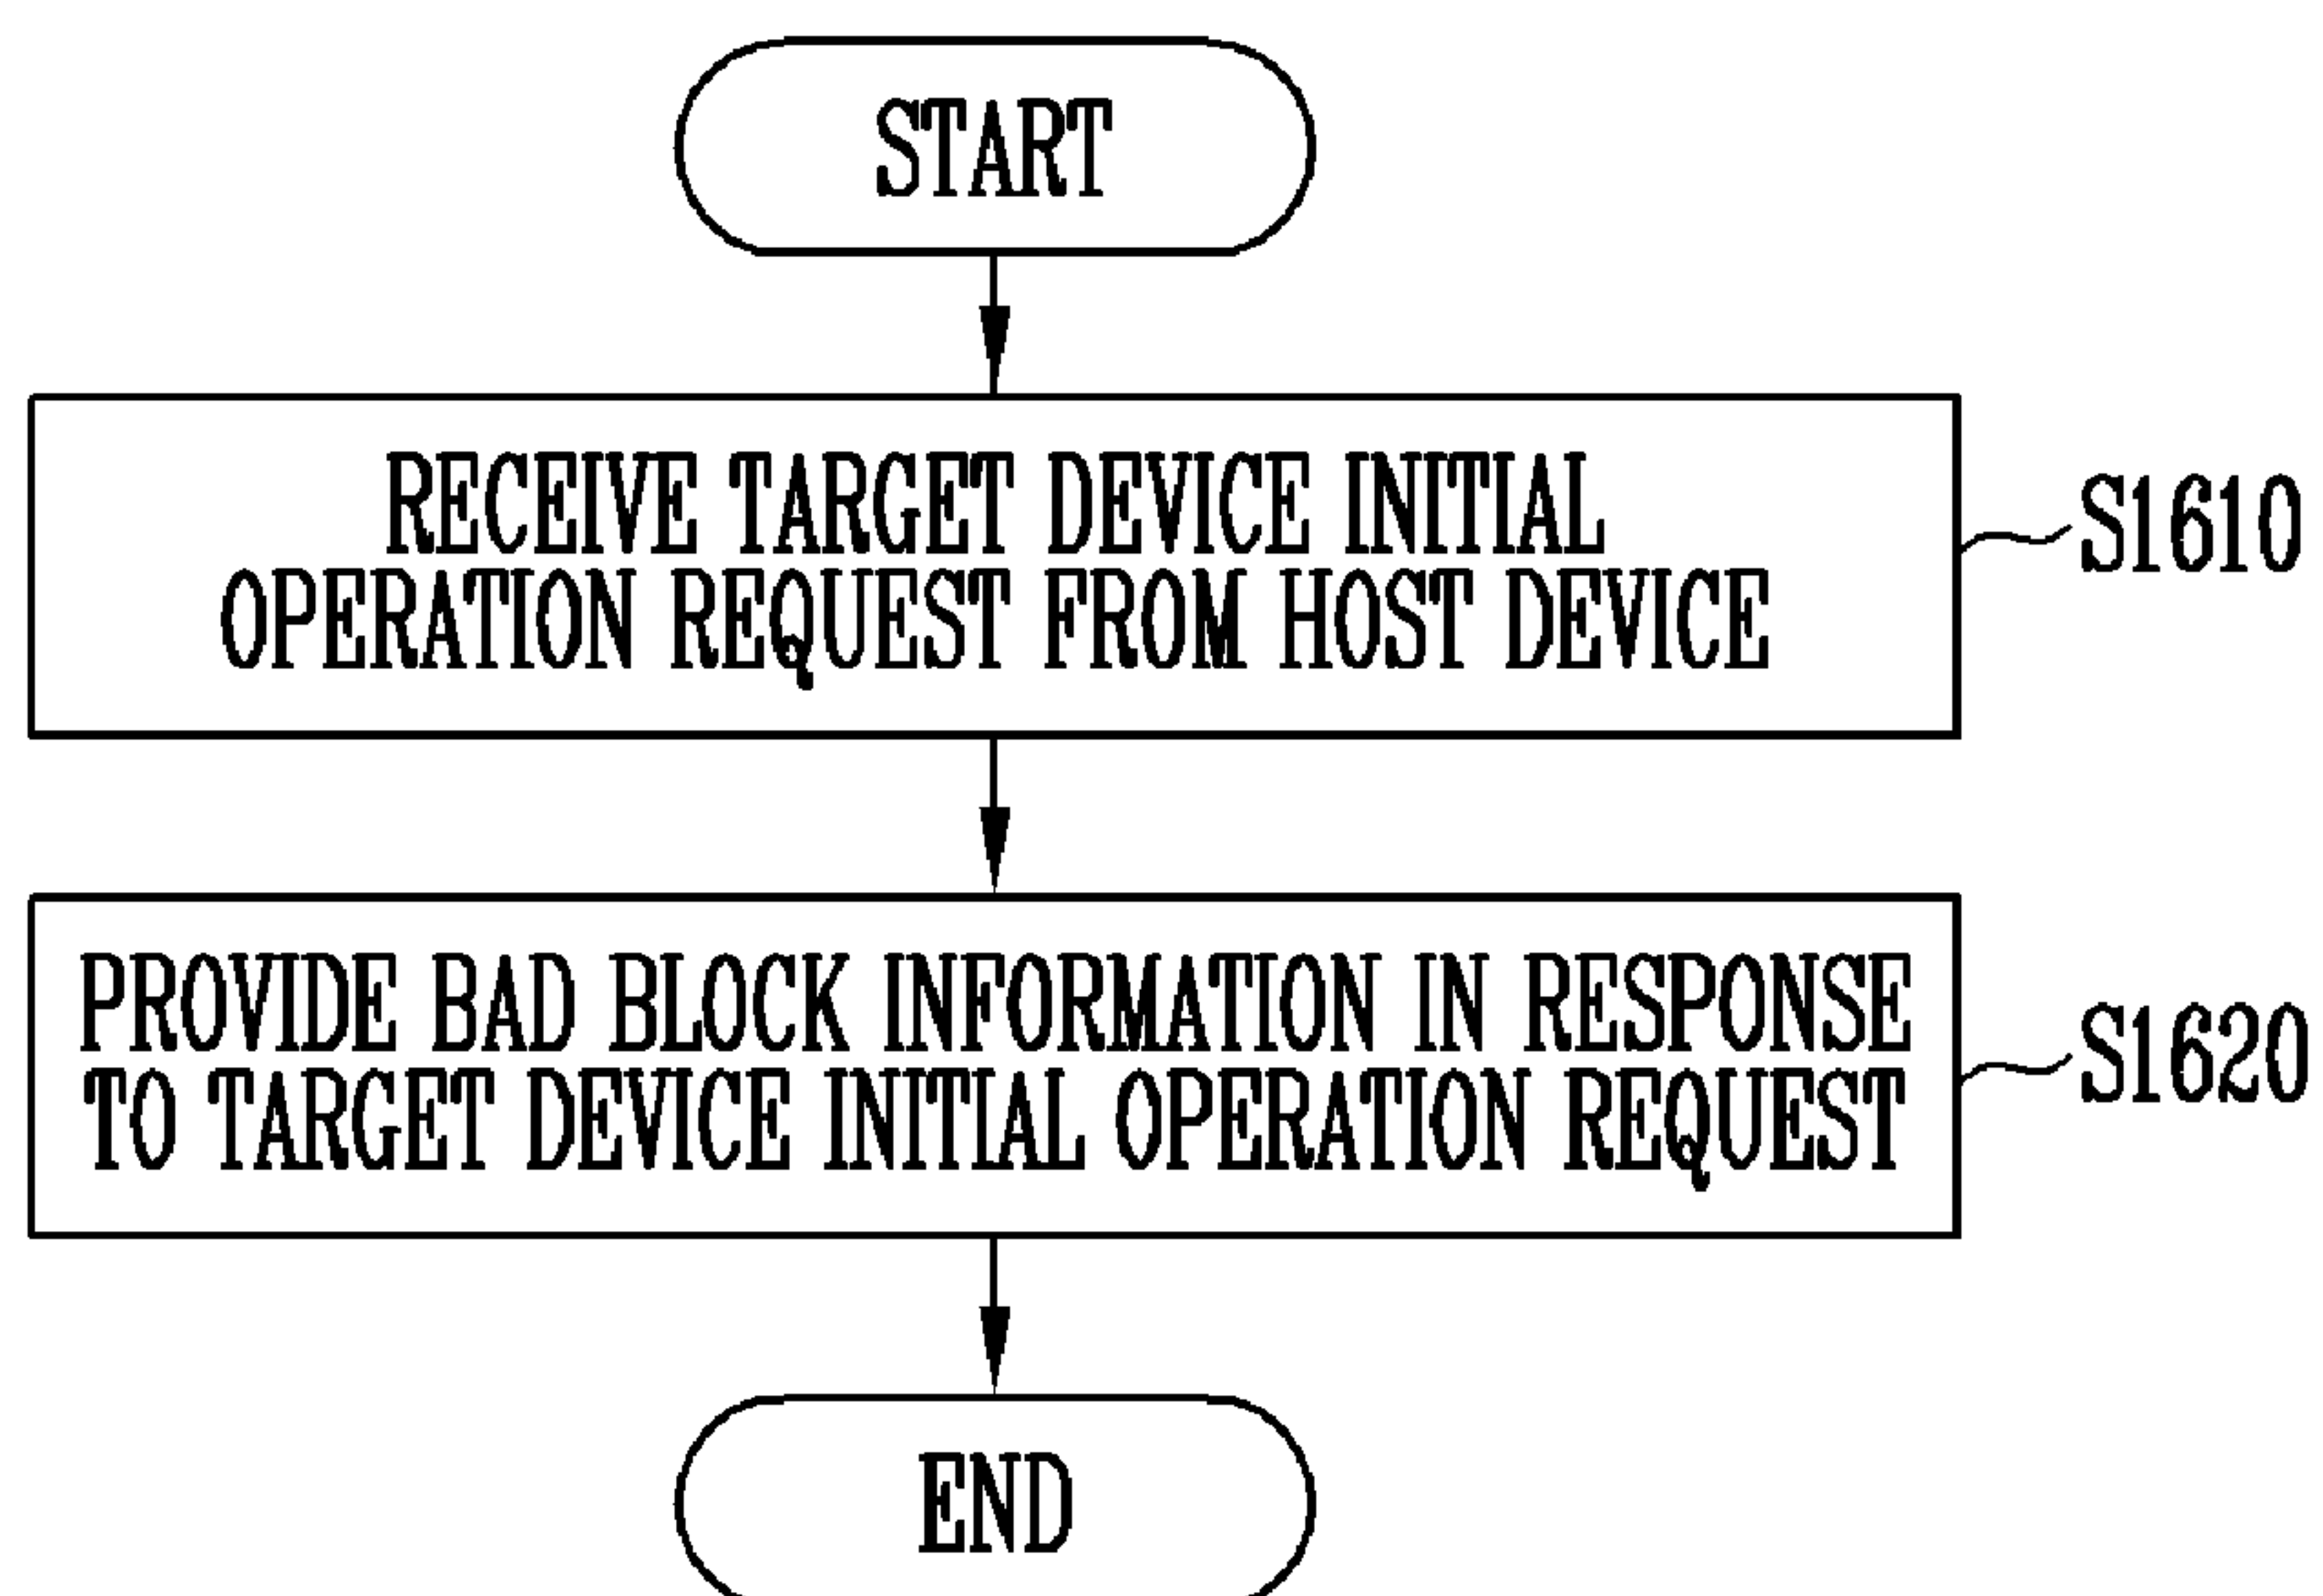 START
RECEIVE TARGET DEVICE INITIAL
OPERATION REQUEST FROM HOST DEVICE
S1610
PROVIDE BAD BLOCK INFORMATION IN RESPONSE
TO TARGET DEVICE INITIAL OPERATION REQUEST
S1620
END